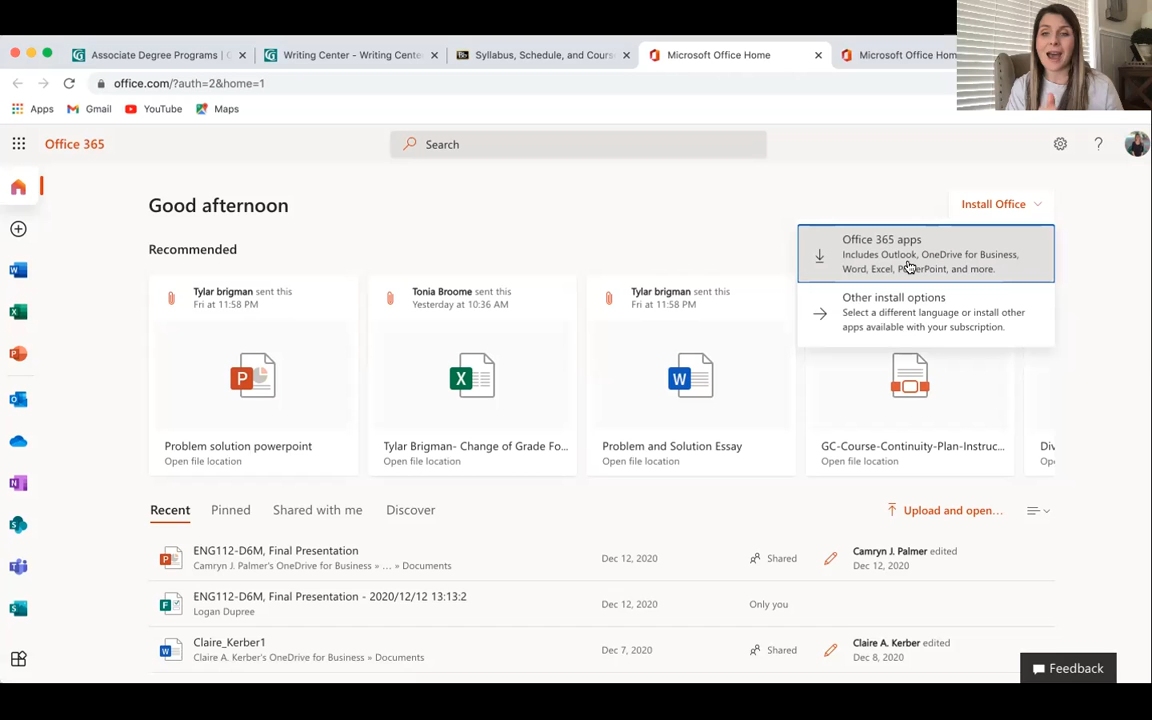 Associate Degree Programs |
Writing Center - Writing Cente
Syllabus, Schedule, and Cours
Microsoft Office Home
Microsoft Office Hom
office.com/?auth=2&home=1
Apps
Gmail
YouTube
Maps
Office 365
Search
Good afternoon
Install Office
Office 365 apps
Includes Outlook, OneDrive for Business,
Word, Excel, PowerPoint, and more.
Other install options
Select a different language or install other
apps available with your subscription.
Recommended
Tylar brigman sent this
Fri at 11:58 PM
Tonia Broome sent this
Yesterday at 10:36 AM
Tylar brigman sent this
Fri at 11:58 PM
Problem solution powerpoint
Open file location
Tylar Brigman- Change of Grade Fo...
Open file location
Problem and Solution Essay
Open file location
GC-Course-Continuity-Plan-Instruc...
Open file location
Div
Op
Recent
Pinned
Shared with me
Discover
Upload and open...
ENG112-D6M, Final Presentation
Camryn J. Palmer's OneDrive for Business » ... » Documents
Dec 12, 2020
Shared
Camryn J. Palmer edited
Dec 12, 2020
ENG112-D6M, Final Presentation - 2020/12/12 13:13:2
Logan Dupree
Dec 12, 2020
Only you
Claire_Kerber1
Claire A. Kerber's OneDrive for Business » Documents
Dec 7, 2020
Shared
Claire A. Kerber edited
Dec 8, 2020
Feedback